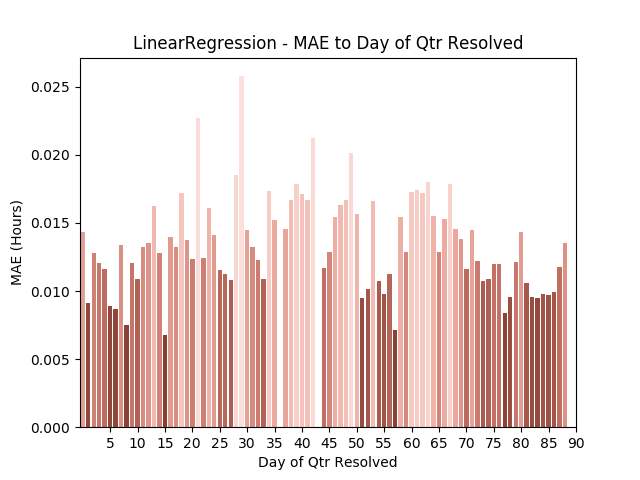 LinearRegression - MAE to Day of Qtr Resolved
0.025
0.020
0.015
0.010
0.005
0.000
MAE (Hours)
5 10 15 20 25 30 35 40 45 50 55 60 65 70 75 80 85 90
Day of Qtr Resolved